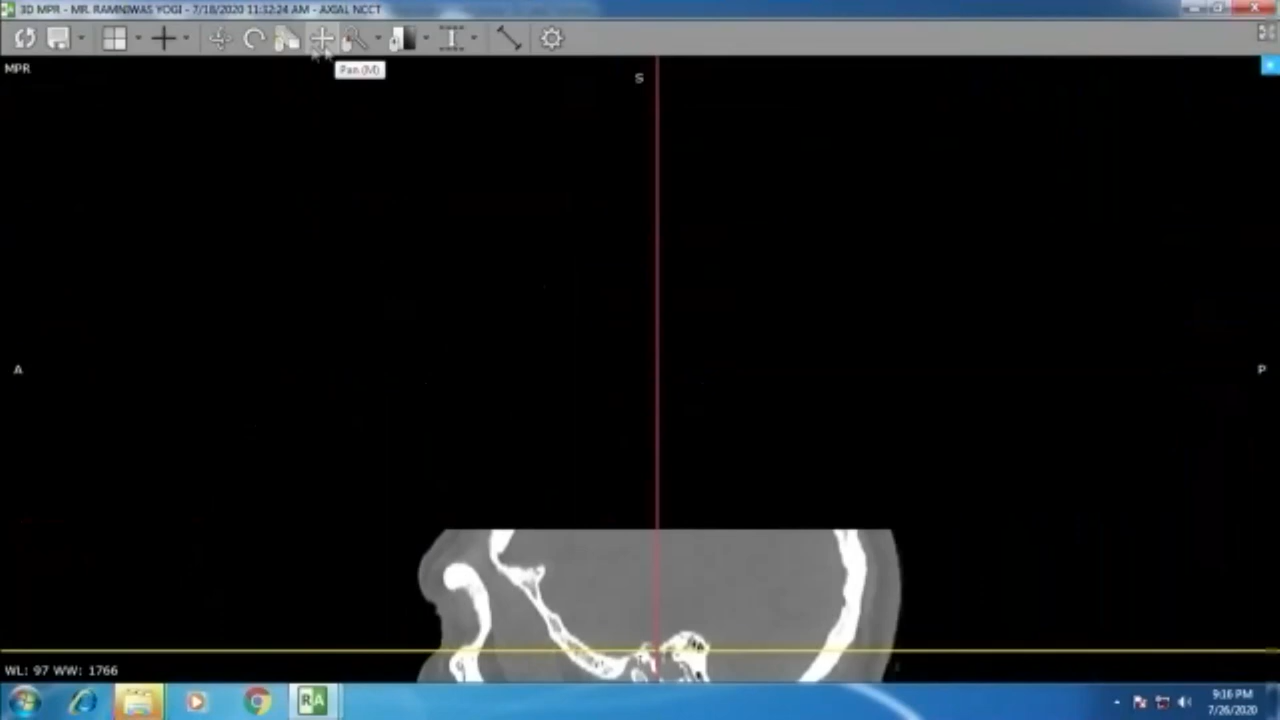 3D MPR - MR. RAMNIWAS YOGI - 7/18/2020 11:32:24 AM - AXIAL NCCT
Pan (M)
MPR
S
A
P
WL: 97 WW: 1766
RA
9:16 PM
7/26/2020